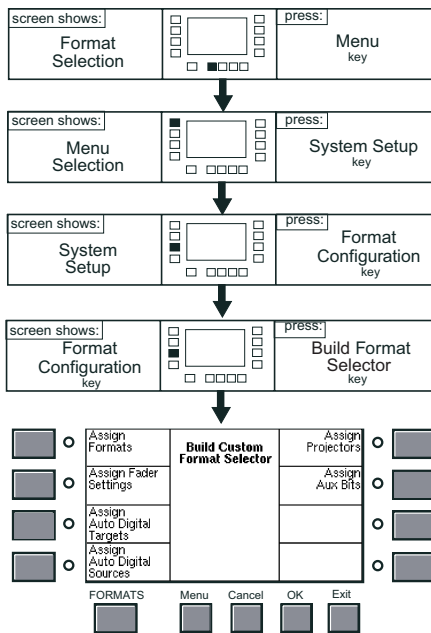 screen shows:
Format
Selection
press:
Menu
key
screen shows:
Menu
Selection
press:
System Setup
key
screen shows:
System
Setup
press:
Format
Configuration
key
screen shows:
Format
Configuration
key
press:
Build Format
Selector
key
Assign
Formats
Assign Fader
Settings
Assign
Auto Digital
Targets
Assign
Auto Digital
Sources
Build Custom
Format Selector
Assign
Projectors
Assign
Aux Bits
FORMATS
Menu Cancel OK Exit